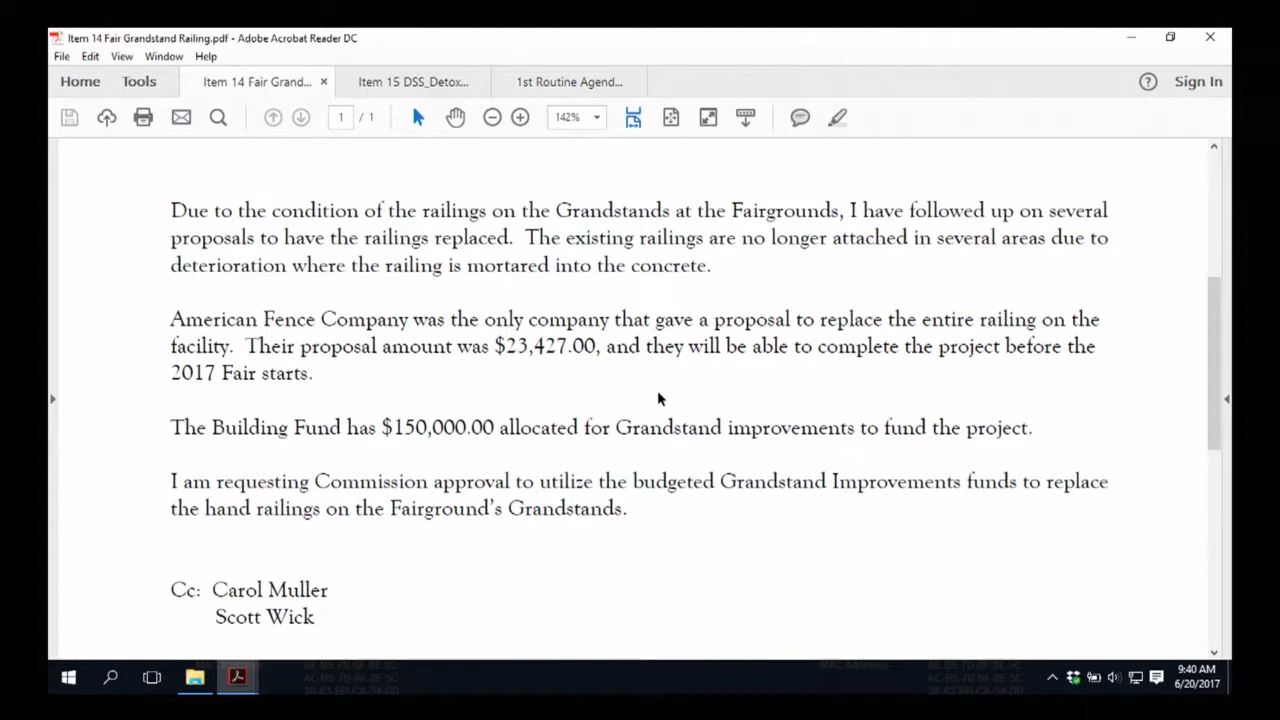 Item 14 Fair Grandstand Railing.pdf - Adobe Acrobat Reader DC
File Edit View Window Help
Home Tools Item 14 Fair Grand... × Item 15 DSS_Detox... 1st Routine Agend... Sign In
1 / 1 142%
Due to the condition of the railings on the Grandstands at the Fairgrounds, I have followed up on several
proposals to have the railings replaced. The existing railings are no longer attached in several areas due to
deterioration where the railing is mortared into the concrete.
American Fence Company was the only company that gave a proposal to replace the entire railing on the
facility. Their proposal amount was $23,427.00, and they will be able to complete the project before the
2017 Fair starts.
The Building Fund has $150,000.00 allocated for Grandstand improvements to fund the project.
I am requesting Commission approval to utilize the budgeted Grandstand Improvements funds to replace
the hand railings on the Fairground's Grandstands.
Cc: Carol Muller
Scott Wick
9:40 AM
6/20/2017